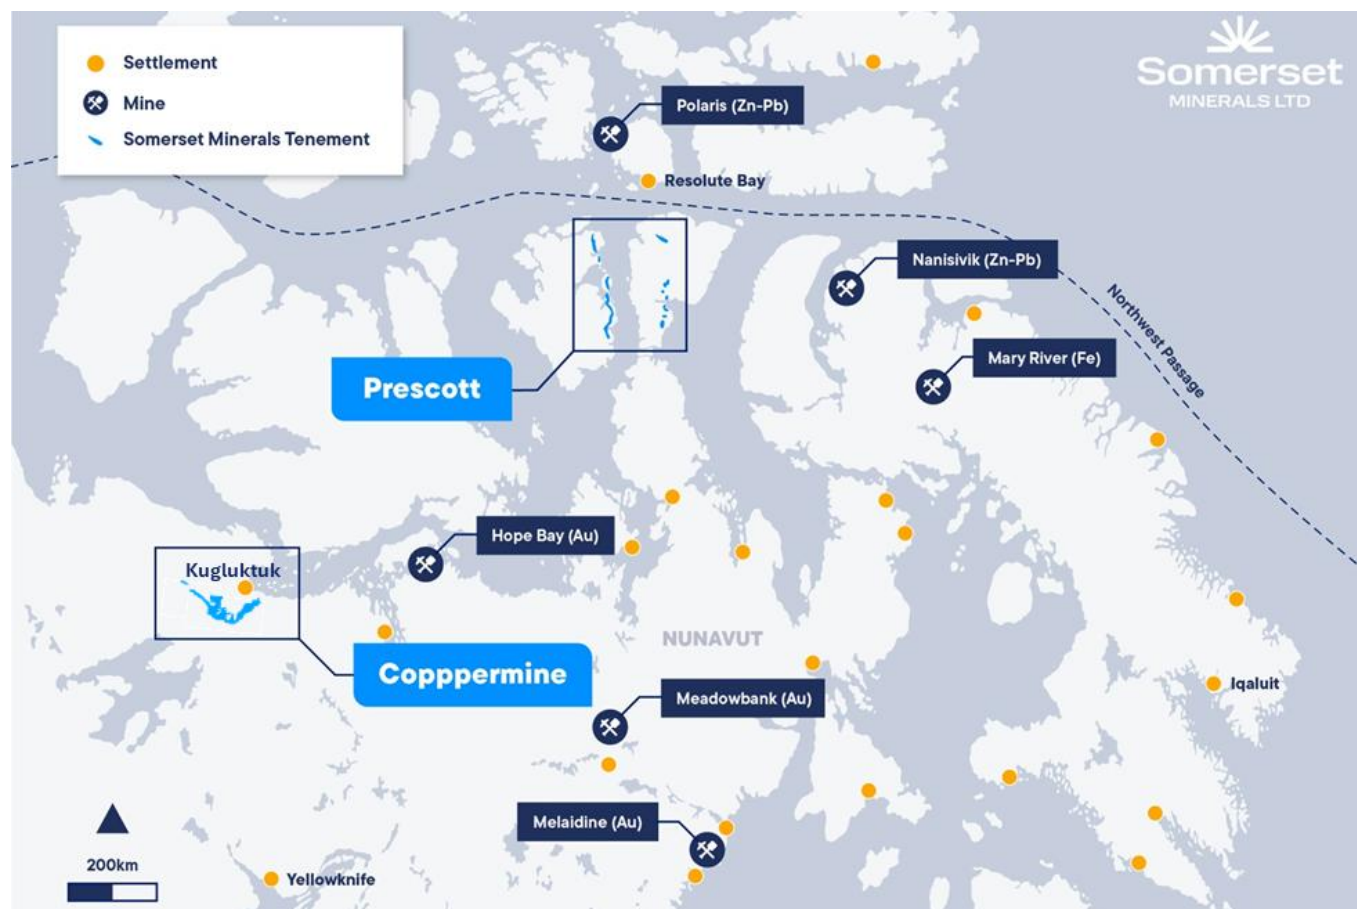 Settlement
Mine
Somerset Minerals Tenement
Somerset
MINERALS LTD
Polaris (Zn-Pb)
Resolute Bay
Nanisivik (Zn-Pb)
Northwest Passage
Mary River (Fe)
Prescott
Hope Bay (Au)
Kugluktuk
NUNAVUT
Copppermine
Iqaluit
Meadowbank (Au)
Melaidine (Au)
200km
Yellowknife